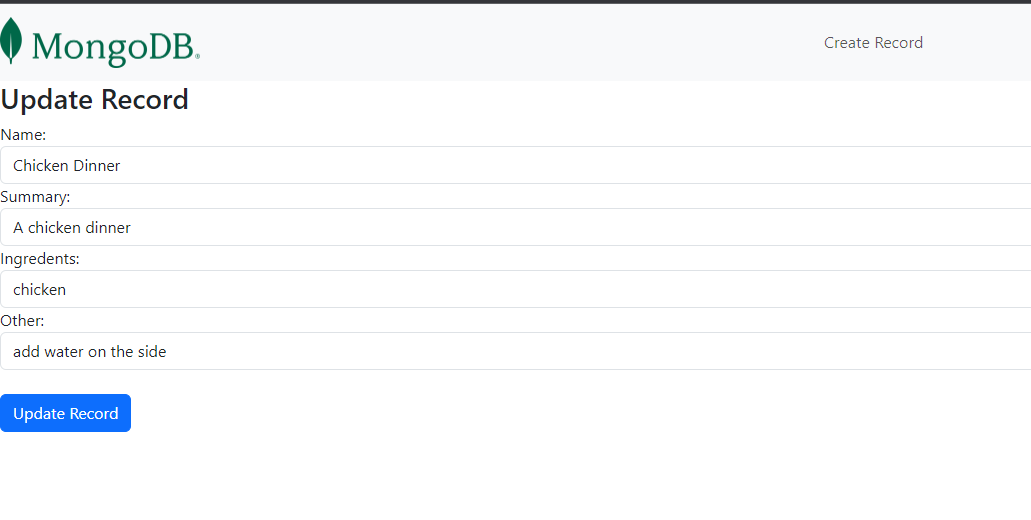 MongoDB®
Create Record
Update Record
Name:
Chicken Dinner
Summary:
A chicken dinner
Ingredents:
chicken
Other:
add water on the side
Update Record